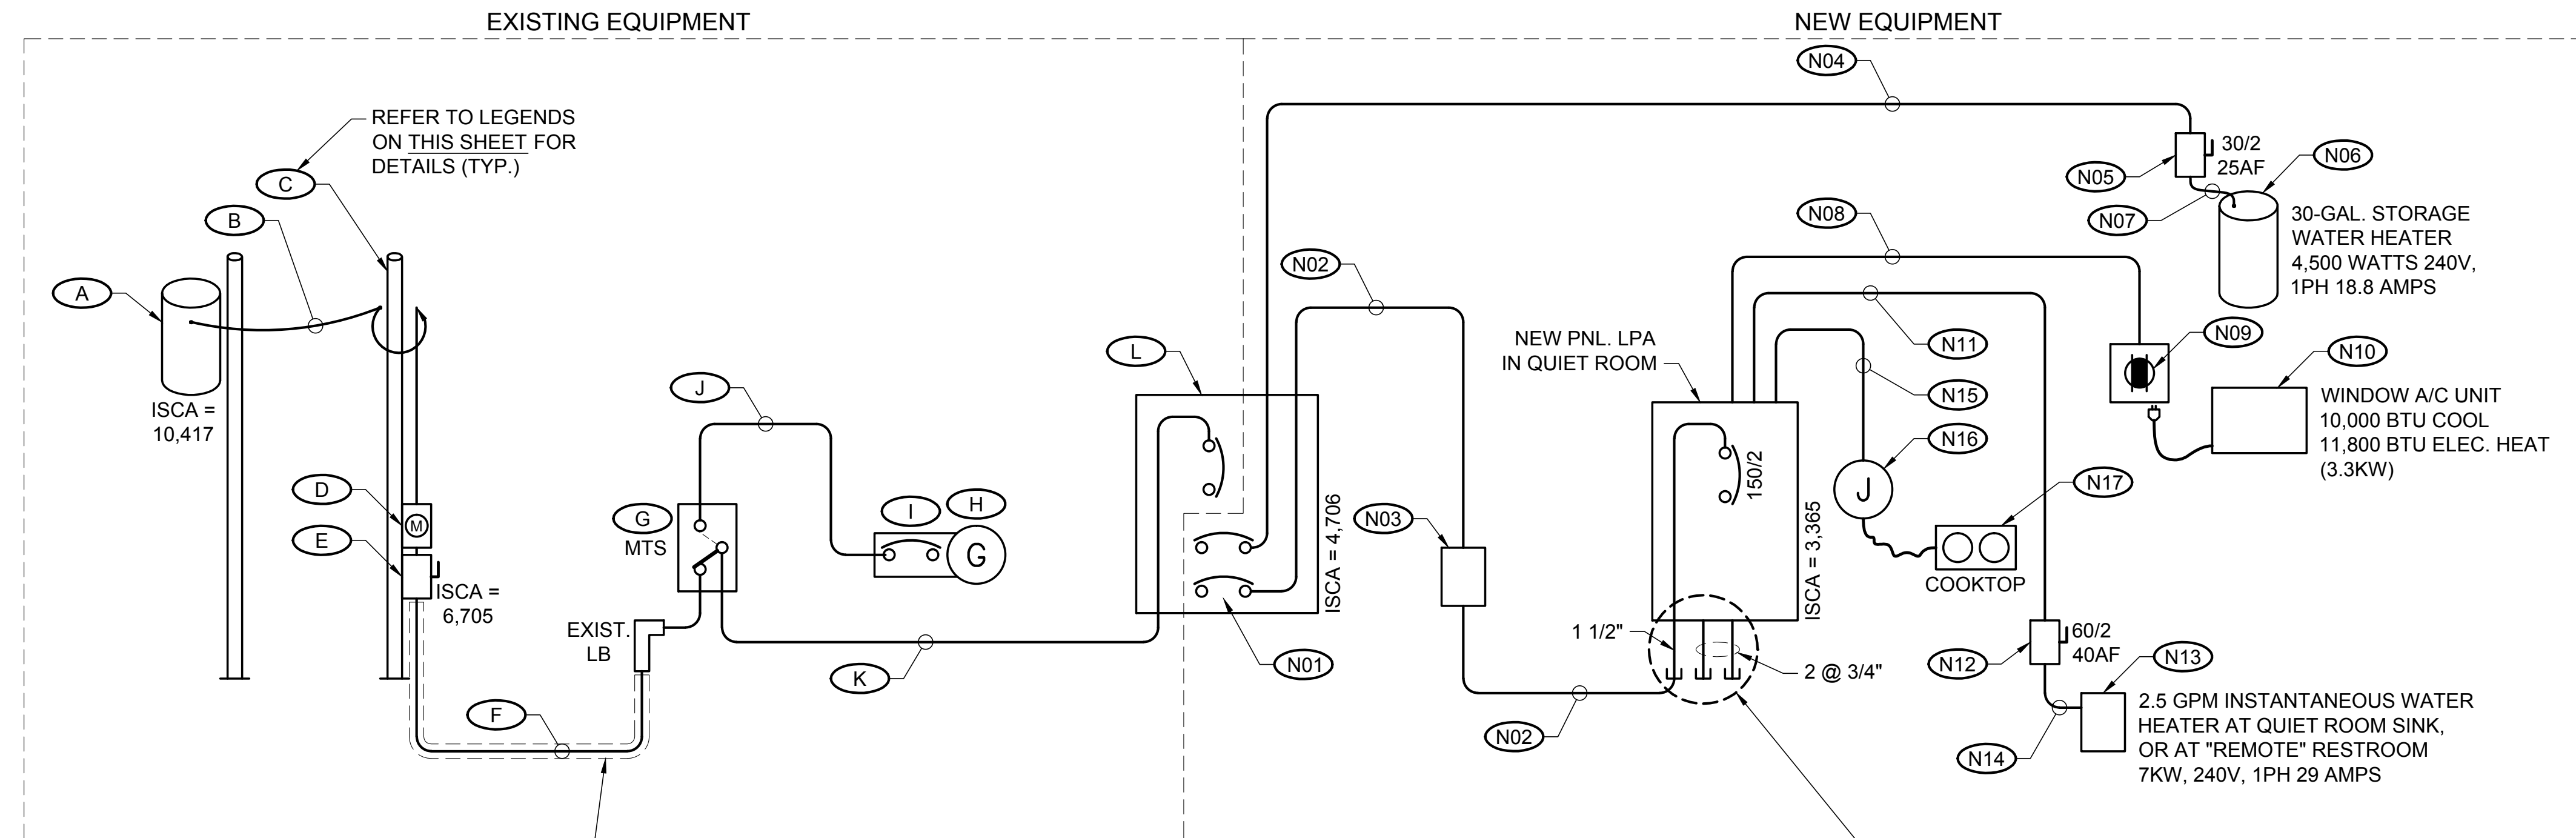 EXISTING EQUIPMENT
NEW EQUIPMENT
N04
REFER TO LEGENDS
ON THIS SHEET FOR
DETAILS (TYP.)
C
B
A
ISCA =
10,417
D
M
E
ISCA =
6,705
F
EXIST.
LB
G
MTS
J
I
H
G
K
L
ISCA = 4,706
N01
N02
N03
N02
NEW PNL. LPA
IN QUIET ROOM
150/2
ISCA = 3,365
1 1/2"
2 @ 3/4"
N05
30/2
25AF
N06
N07
30-GAL. STORAGE
WATER HEATER
4,500 WATTS 240V,
1PH 18.8 AMPS
N08
N09
N10
WINDOW A/C UNIT
10,000 BTU COOL
11,800 BTU ELEC. HEAT
(3.3KW)
N11
N15
N16
J
N17
COOKTOP
N12
60/2
40AF
N13
N14
2.5 GPM INSTANTANEOUS WATER
HEATER AT QUIET ROOM SINK,
OR AT "REMOTE" RESTROOM
7KW, 240V, 1PH 29 AMPS